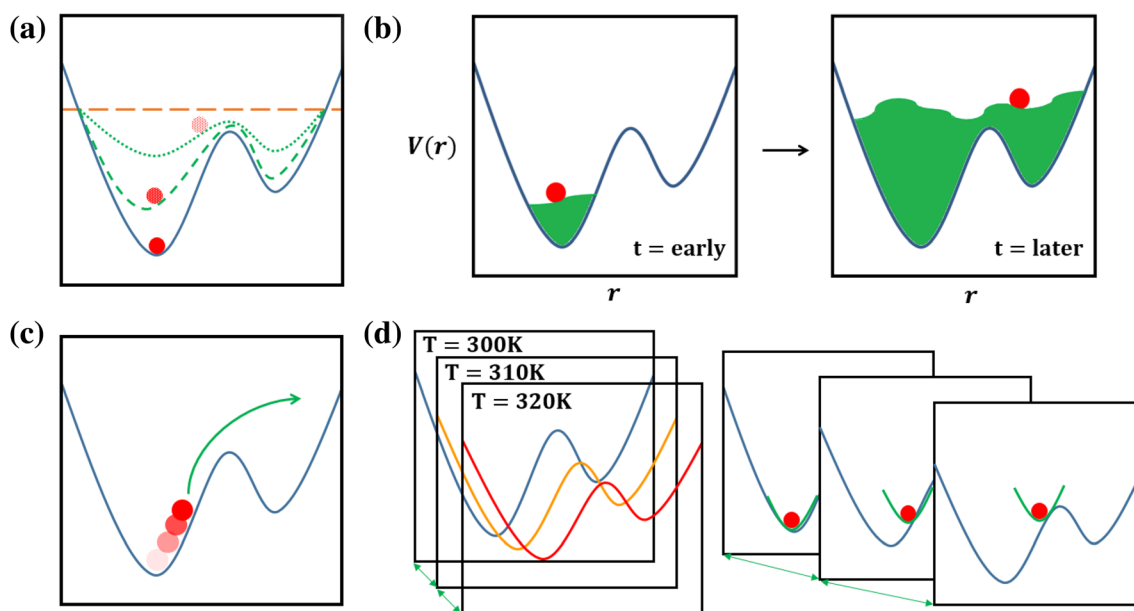 (a)
(b)
V(r)
t = early
t = later
r
r
(c)
(d)
T = 300K
T = 310K
T = 320K